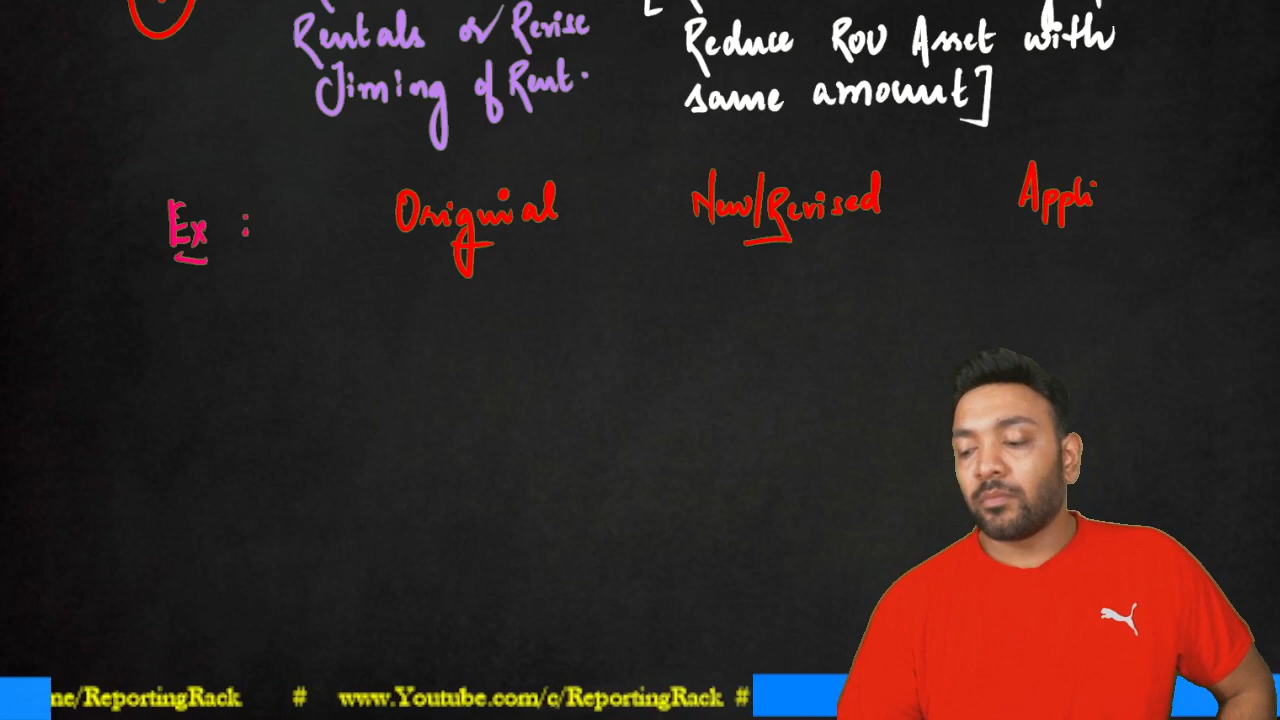 Rentals or Revise
Timing of Rent.
Reduce ROU Asset with
same amount]
Ex :
Original
New/Revised
Appli
me/ReportingRack # www.Youtube.com/c/ReportingRack #